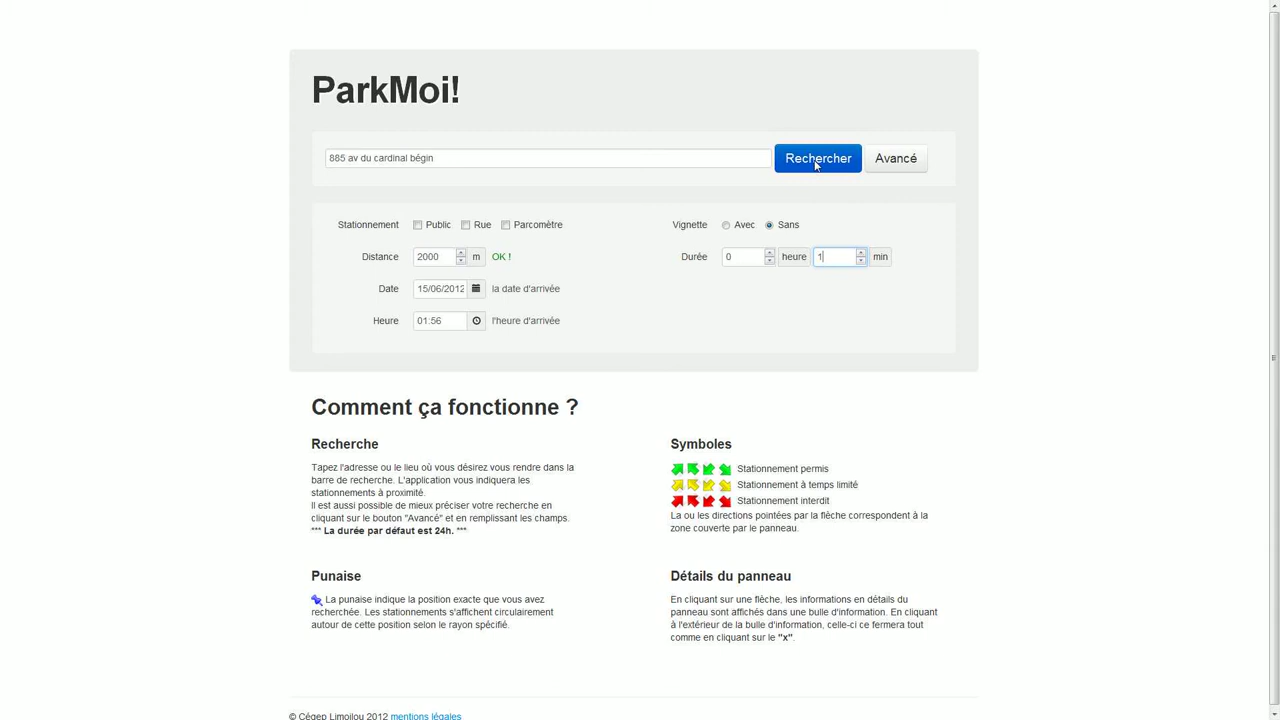 ParkMoi!
885 av du cardinal bégin
Rechercher
Avancé
Stationnement Public Rue Parcomètre
Vignette Avec Sans
Distance 2000 m OK !
Durée 0 heure 1 min
Date 15/06/2012 la date d'arrivée
Heure 01:56 l'heure d'arrivée
Comment ça fonctionne ?
Recherche
Tapez l'adresse ou le lieu où vous désirez vous rendre dans la
barre de recherche. L'application vous indiquera les
stationnements à proximité.
Il est aussi possible de mieux préciser votre recherche en
cliquant sur le bouton "Avancé" et en remplissant les champs.
*** La durée par défaut est 24h. ***
Symboles
Stationnement permis
Stationnement à temps limité
Stationnement interdit
La ou les directions pointées par la flèche correspondent à la
zone couverte par le panneau.
Punaise
La punaise indique la position exacte que vous avez
recherchée. Les stationnements s'affichent circulairement
autour de cette position selon le rayon spécifié.
Détails du panneau
En cliquant sur une flèche, les informations en détails du
panneau sont affichés dans une bulle d'information. En cliquant
à l'extérieur de la bulle d'information, celle-ci ce fermera tout
comme en cliquant sur le "x".
© Cégep Limoilou 2012 mentions légales